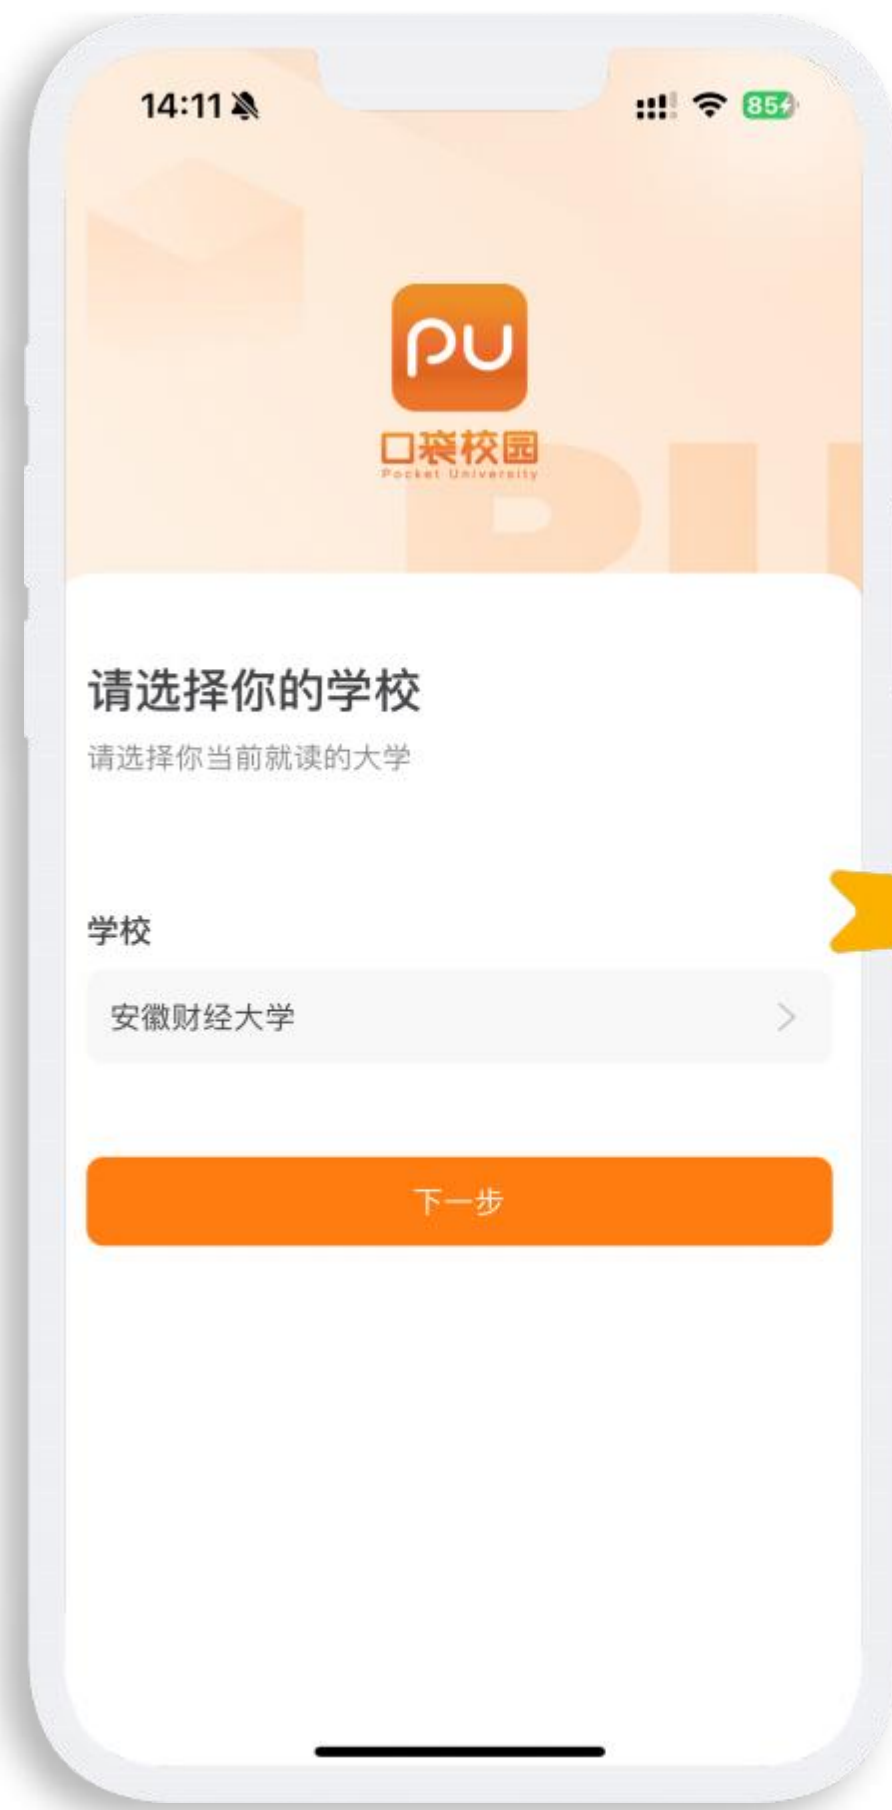 14:11
85
pu
口袋校园
Pocket University
PU
请选择你的学校
请选择你当前就读的大学
学校
安徽财经大学
下一步